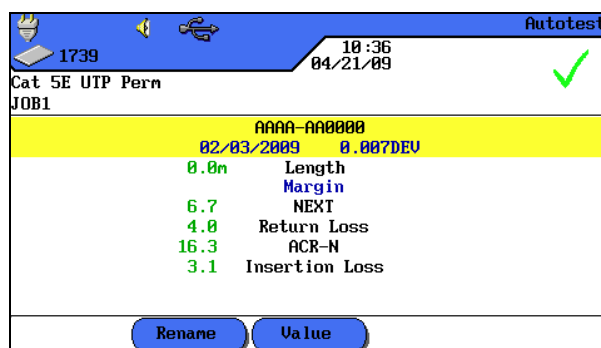 Autotest
1739
10:36
04/21/09
Cat 5E UTP Perm
JOB1
AAAA-AA0000
02/03/2009 0.007DEV
0.0m Length
Margin
6.7 NEXT
4.0 Return Loss
16.3 ACR-N
3.1 Insertion Loss
Rename Value